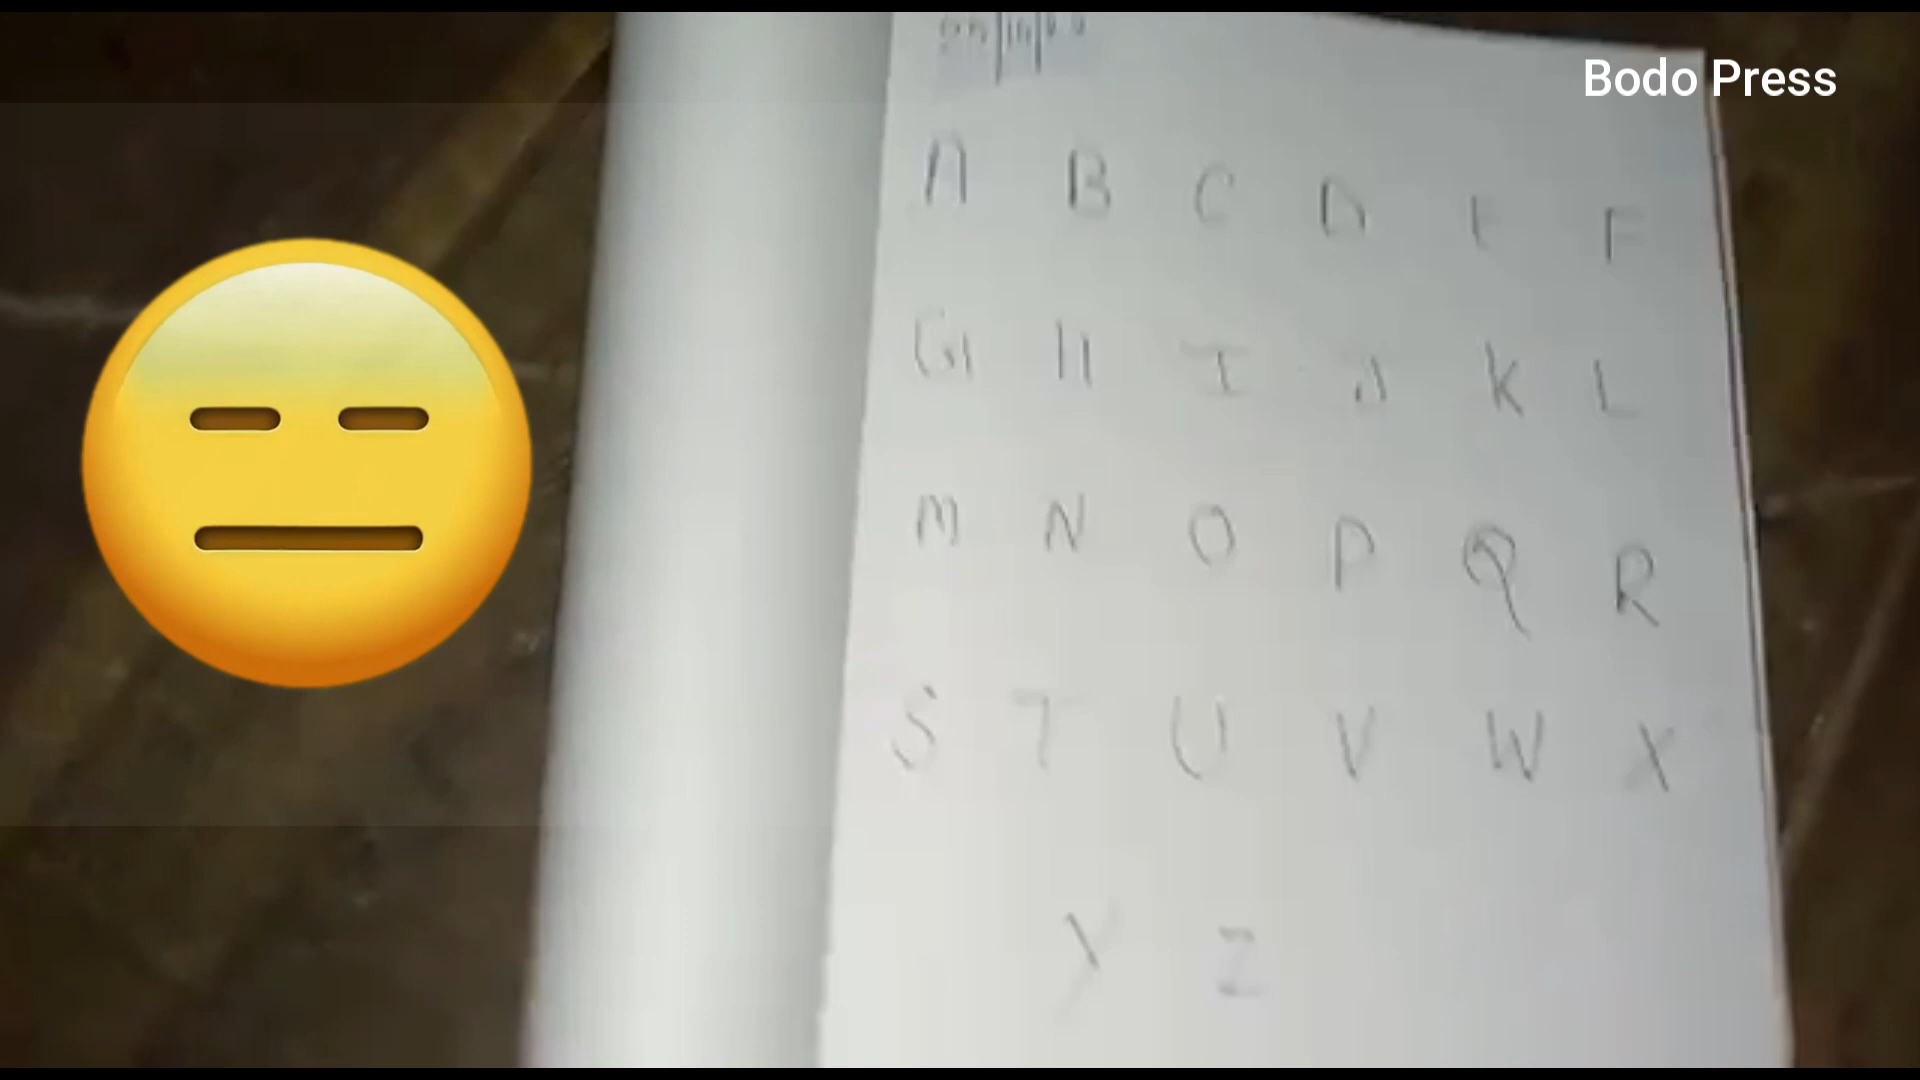 Bodo Press
A B C D E F
G H I J K L
M N O P Q R
S T U V W X
Y Z